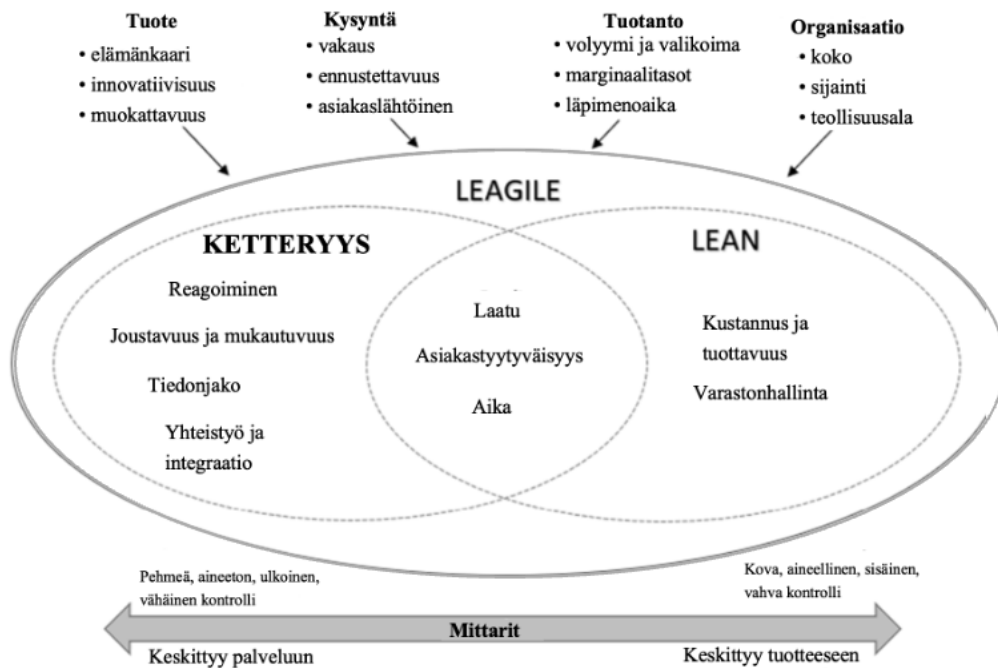 Tuote
• elämänkaari
• innovatiivisuus
• muokattavuus
Kysyntä
• vakaus
• ennustettavuus
• asiakaslähtöinen
Tuotanto
• volyymi ja valikoima
• marginaalitasot
• läpimenoaika
Organisaatio
• koko
• sijainti
• teollisuusala
LEAGILE
KETTERYYS
Reagoiminen
Joustavuus ja mukautuvuus
Tiedonjako
Yhteistyö ja
integraatio
Laatu
Asiakastyytyväisyys
Aika
LEAN
Kustannus ja
tuottavuus
Varastonhallinta
Pehmeä, aineeton, ulkoinen,
vähäinen kontrolli
Kova, aineellinen, sisäinen,
vahva kontrolli
Mittarit
Keskittyy palveluun
Keskittyy tuotteeseen